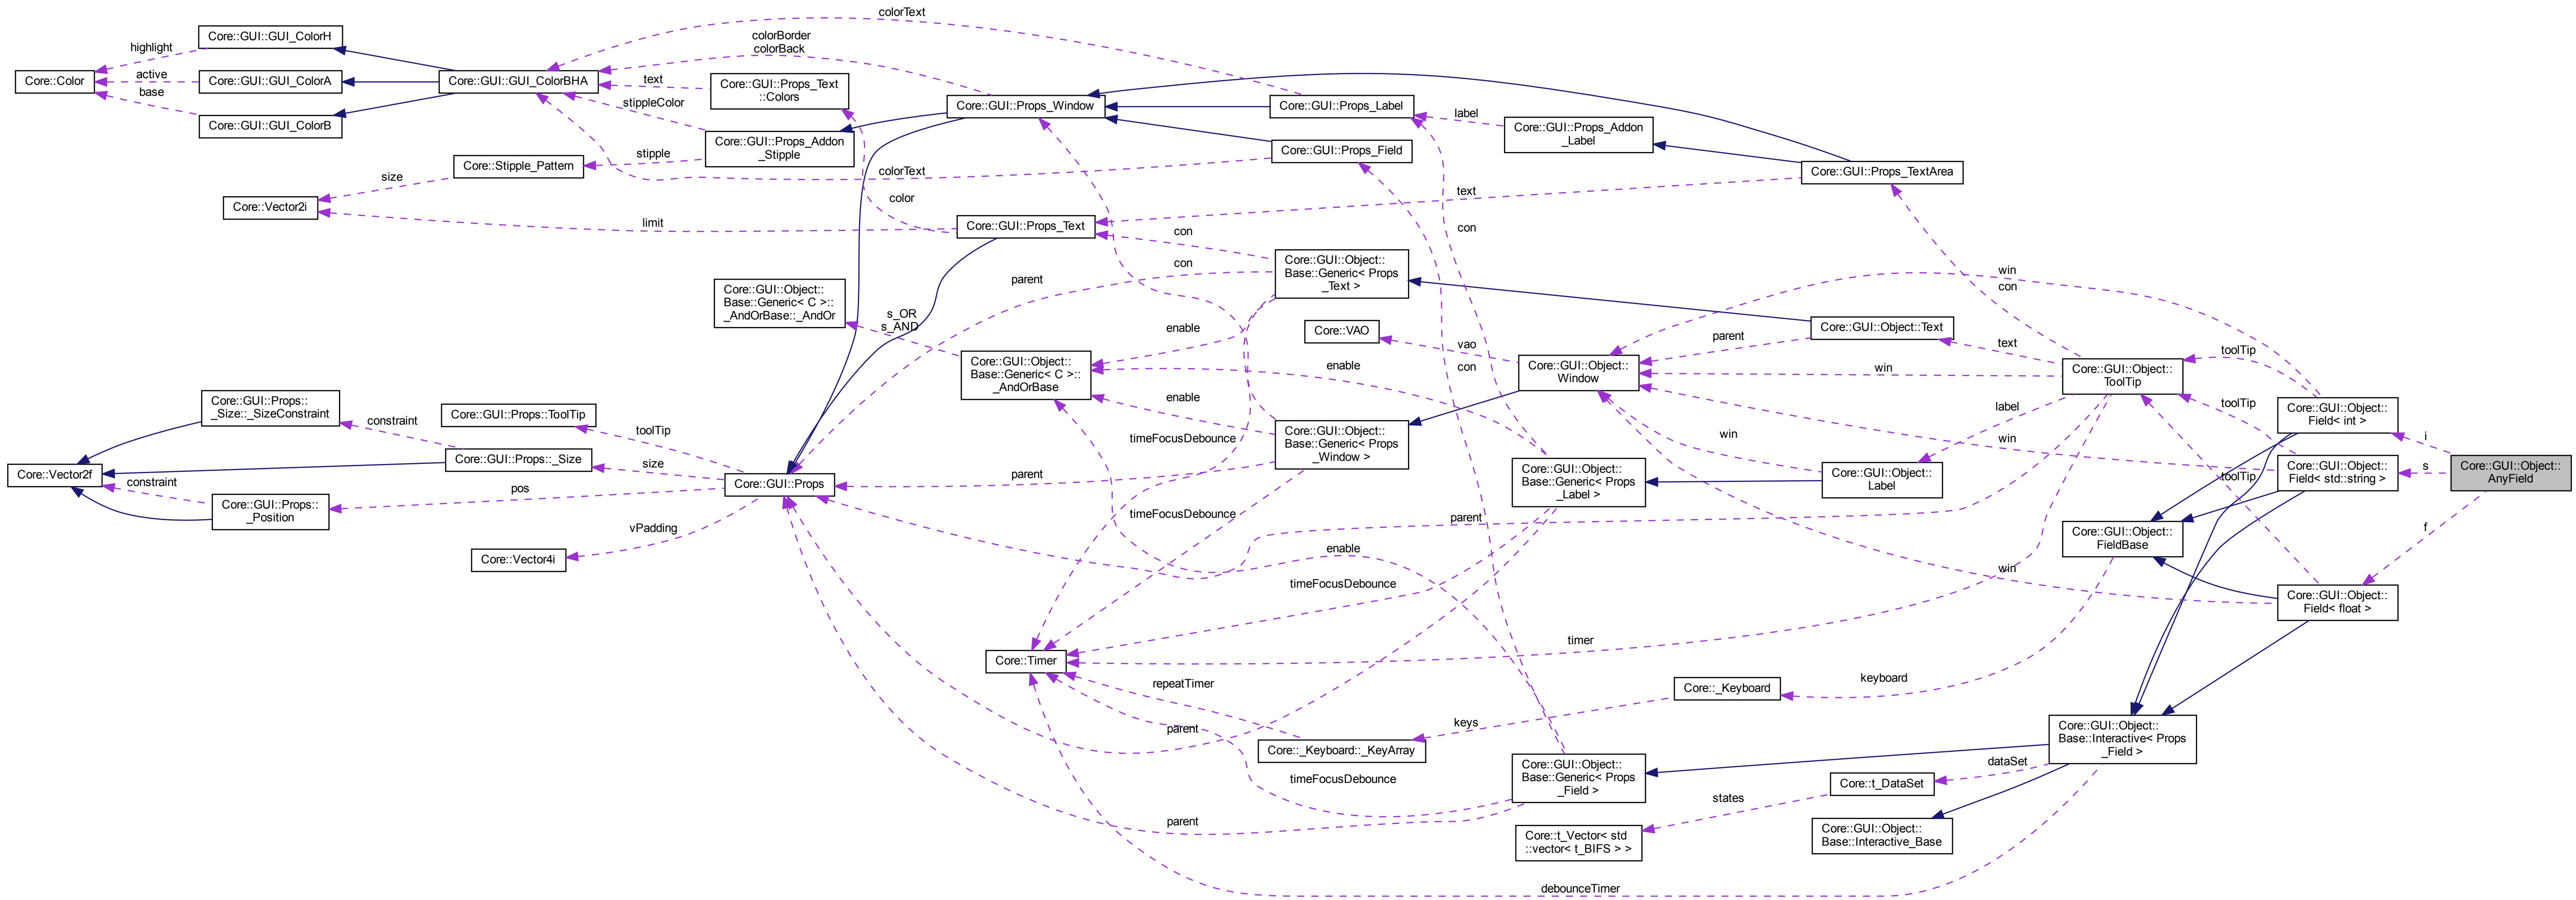 colorText
Core::GUI::GUI_ColorH
colorBorder
colorBack
highlight
Core::Color
active
Core::GUI::GUI_ColorA
Core::GUI::GUI_ColorBHA
text
Core::GUI::Props_Text
::Colors
base
stippleColor
Core::GUI::Props_Window
Core::GUI::Props_Label
label
Core::GUI::Props_Addon
_Label
Core::GUI::GUI_ColorB
Core::GUI::Props_Addon
_Stipple
Core::GUI::Props_Field
stipple
Core::Stipple_Pattern
colorText
Core::GUI::Props_TextArea
size
text
Core::Vector2i
color
limit
Core::GUI::Props_Text
con
con
Core::GUI::Object::
Base::Generic< Props
_Text >
con
parent
win
con
Core::GUI::Object::
Base::Generic< C >::
_AndOrBase::_AndOr
s_OR
s_AND
enable
Core::VAO
vao
parent
Core::GUI::Object::Text
text
toolTip
Core::GUI::Object::
Base::Generic< C >::
_AndOrBase
enable
con
Core::GUI::Object::
Window
win
Core::GUI::Object::
ToolTip
enable
Core::GUI::Props::
_Size::_SizeConstraint
Core::GUI::Props::ToolTip
toolTip
constraint
label
toolTip
Core::GUI::Object::
Field< int >
i
timeFocusDebounce
Core::GUI::Object::
Base::Generic< Props
_Window >
win
win
Core::Vector2f
Core::GUI::Props::_Size
size
parent
Core::GUI::Props
constraint
pos
Core::GUI::Props::
_Position
Core::GUI::Object::
Base::Generic< Props
_Label >
Core::GUI::Object::
Label
toolTip
Core::GUI::Object::
Field< std::string >
s
Core::GUI::Object::
AnyField
timeFocusDebounce
parent
vPadding
Core::Vector4i
enable
Core::GUI::Object::
FieldBase
f
win
timeFocusDebounce
Core::GUI::Object::
Field< float >
timer
Core::Timer
repeatTimer
keyboard
Core::_Keyboard
keys
parent
Core::_Keyboard::_KeyArray
Core::GUI::Object::
Base::Interactive< Props
_Field >
timeFocusDebounce
Core::GUI::Object::
Base::Generic< Props
_Field >
dataSet
Core::t_DataSet
states
parent
Core::t_Vector< std
::vector< t_BIFS > >
Core::GUI::Object::
Base::Interactive_Base
debounceTimer